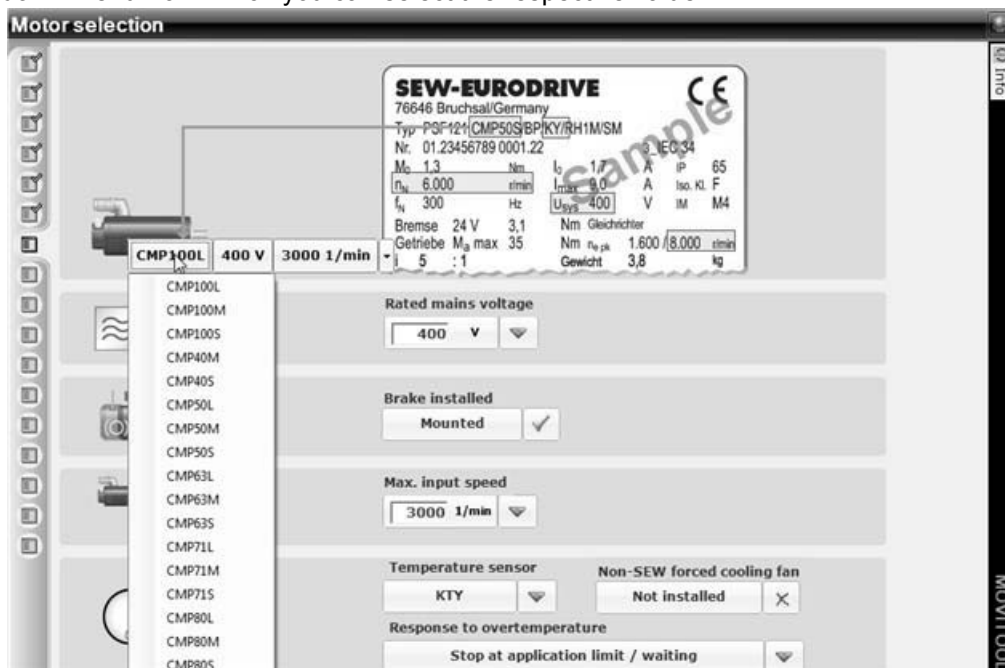 Motor selection
Info
SEW-EURODRIVE CE
76646 Bruchsal/Germany
Typ PSF121 CMP50S/BP/KY/RH1M/SM
Nr. 01.23456789 0001.22 3_IEC 34
M0 1,3 Nm I0 1,7 A IP 65
nN 6.000 r/min Imax 9,0 A Iso. Kl. F
fN 300 Hz Usys 400 V IM M4
Bremse 24 V 3,1 Nm Gleichrichter
Getriebe Ma max 35 Nm ne pk 1.600 / 8.000 r/min
i 5 :1 Gewicht 3,8 kg
Sample
CMP100L 400 V 3000 1/min
CMP100L
CMP100M
CMP100S
CMP40M
CMP40S
CMP50L
CMP50M
CMP50S
CMP63L
CMP63M
CMP63S
CMP71L
CMP71M
CMP71S
CMP80L
CMP80M
CMP80S
Rated mains voltage
400 V
Brake installed
Mounted
Max. input speed
3000 1/min
Temperature sensor
KTY
Non-SEW forced cooling fan
Not installed
Response to overtemperature
Stop at application limit / waiting